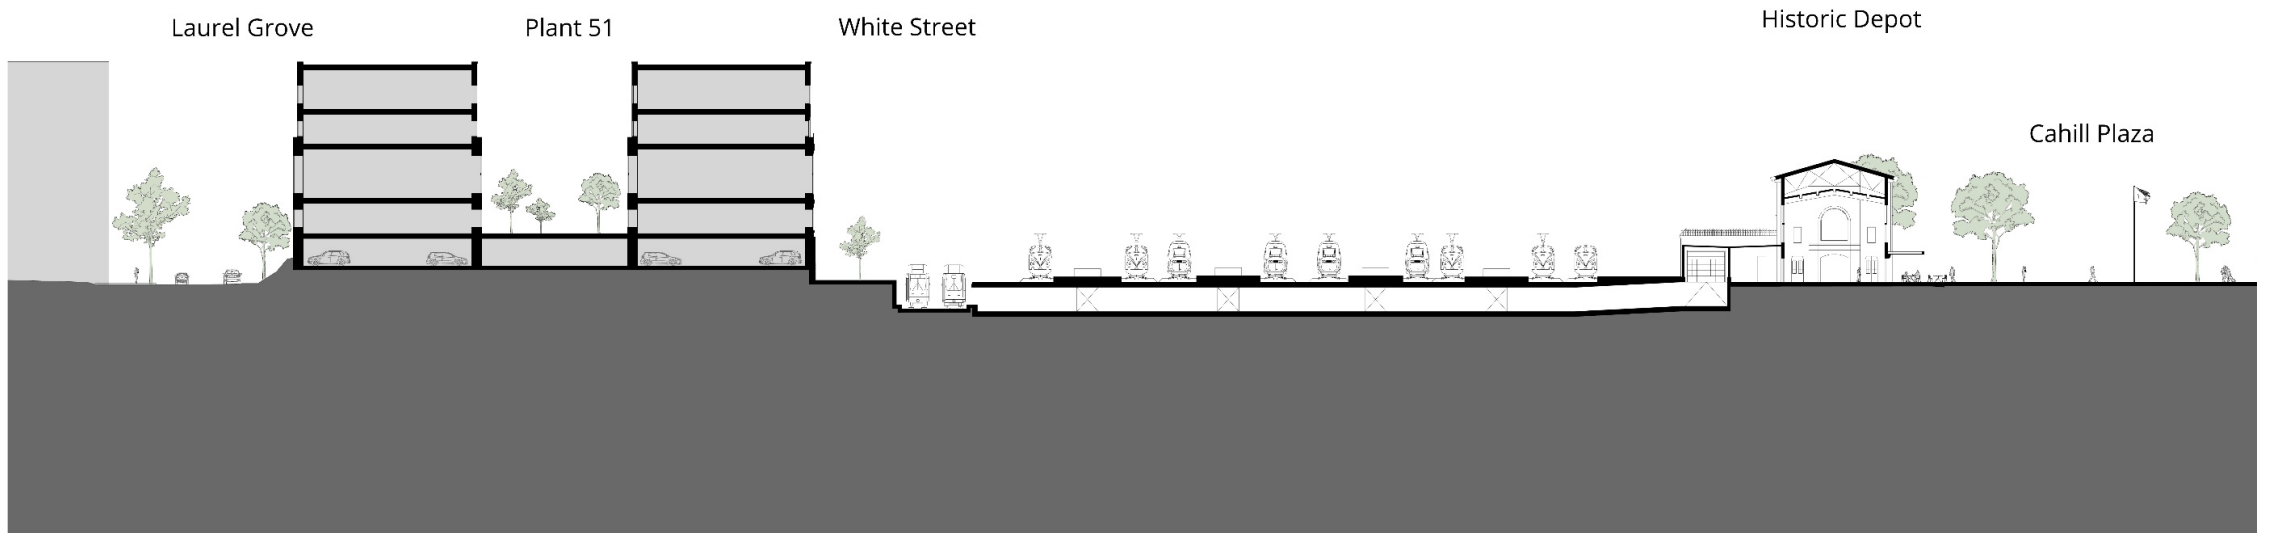 Laurel Grove
Plant 51
White Street
Historic Depot
Cahill Plaza